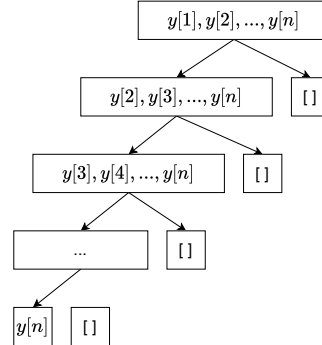 y[1], y[2], ..., y[n]
y[2], y[3], ..., y[n] []
y[3], y[4], ..., y[n] []
... []
y[n] []